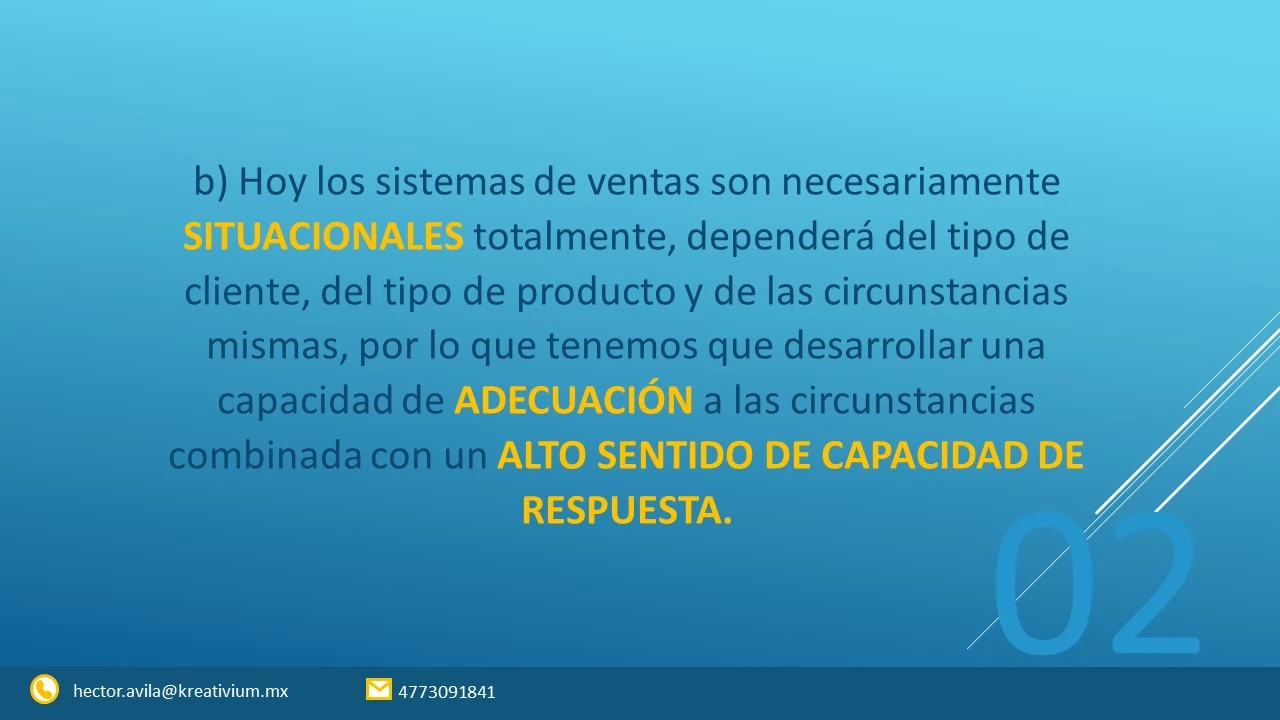 b) Hoy los sistemas de ventas son necesariamente
SITUACIONALES totalmente, dependerá del tipo de
cliente, del tipo de producto y de las circunstancias
mismas, por lo que tenemos que desarrollar una
capacidad de ADECUACIÓN a las circunstancias
combinada con un ALTO SENTIDO DE CAPACIDAD DE
RESPUESTA.
02
hector.avila@kreativium.mx
4773091841